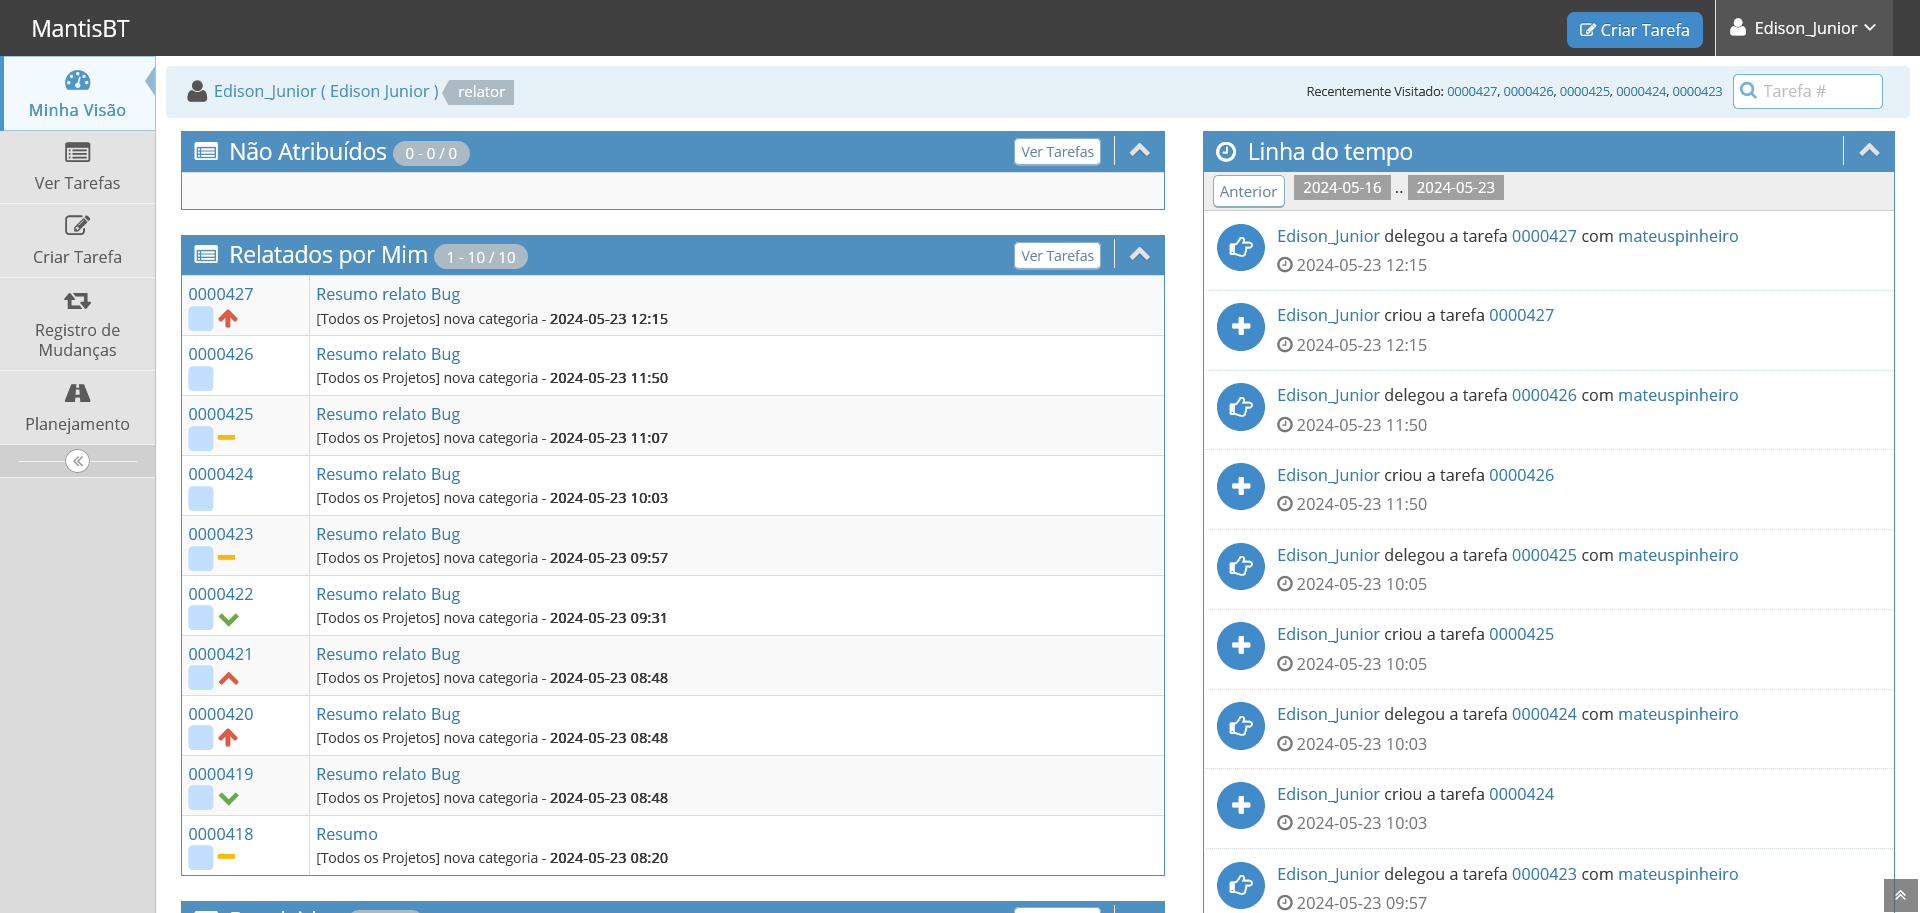 MantisBT
Criar Tarefa
Edison_Junior
Minha Visão
Ver Tarefas
Criar Tarefa
Registro de
Mudanças
Planejamento
Edison_Junior ( Edison Junior ) relator
Recentemente Visitado: 0000427, 0000426, 0000425, 0000424, 0000423
Tarefa #
Não Atribuídos 0 - 0 / 0
Ver Tarefas
Relatados por Mim 1 - 10 / 10
Ver Tarefas
0000427 Resumo relato Bug
[Todos os Projetos] nova categoria - 2024-05-23 12:15
0000426 Resumo relato Bug
[Todos os Projetos] nova categoria - 2024-05-23 11:50
0000425 Resumo relato Bug
[Todos os Projetos] nova categoria - 2024-05-23 11:07
0000424 Resumo relato Bug
[Todos os Projetos] nova categoria - 2024-05-23 10:03
0000423 Resumo relato Bug
[Todos os Projetos] nova categoria - 2024-05-23 09:57
0000422 Resumo relato Bug
[Todos os Projetos] nova categoria - 2024-05-23 09:31
0000421 Resumo relato Bug
[Todos os Projetos] nova categoria - 2024-05-23 08:48
0000420 Resumo relato Bug
[Todos os Projetos] nova categoria - 2024-05-23 08:48
0000419 Resumo relato Bug
[Todos os Projetos] nova categoria - 2024-05-23 08:48
0000418 Resumo
[Todos os Projetos] nova categoria - 2024-05-23 08:20
Linha do tempo
Anterior 2024-05-16 .. 2024-05-23
Edison_Junior delegou a tarefa 0000427 com mateuspinheiro
2024-05-23 12:15
Edison_Junior criou a tarefa 0000427
2024-05-23 12:15
Edison_Junior delegou a tarefa 0000426 com mateuspinheiro
2024-05-23 11:50
Edison_Junior criou a tarefa 0000426
2024-05-23 11:50
Edison_Junior delegou a tarefa 0000425 com mateuspinheiro
2024-05-23 10:05
Edison_Junior criou a tarefa 0000425
2024-05-23 10:05
Edison_Junior delegou a tarefa 0000424 com mateuspinheiro
2024-05-23 10:03
Edison_Junior criou a tarefa 0000424
2024-05-23 10:03
Edison_Junior delegou a tarefa 0000423 com mateuspinheiro
2024-05-23 09:57